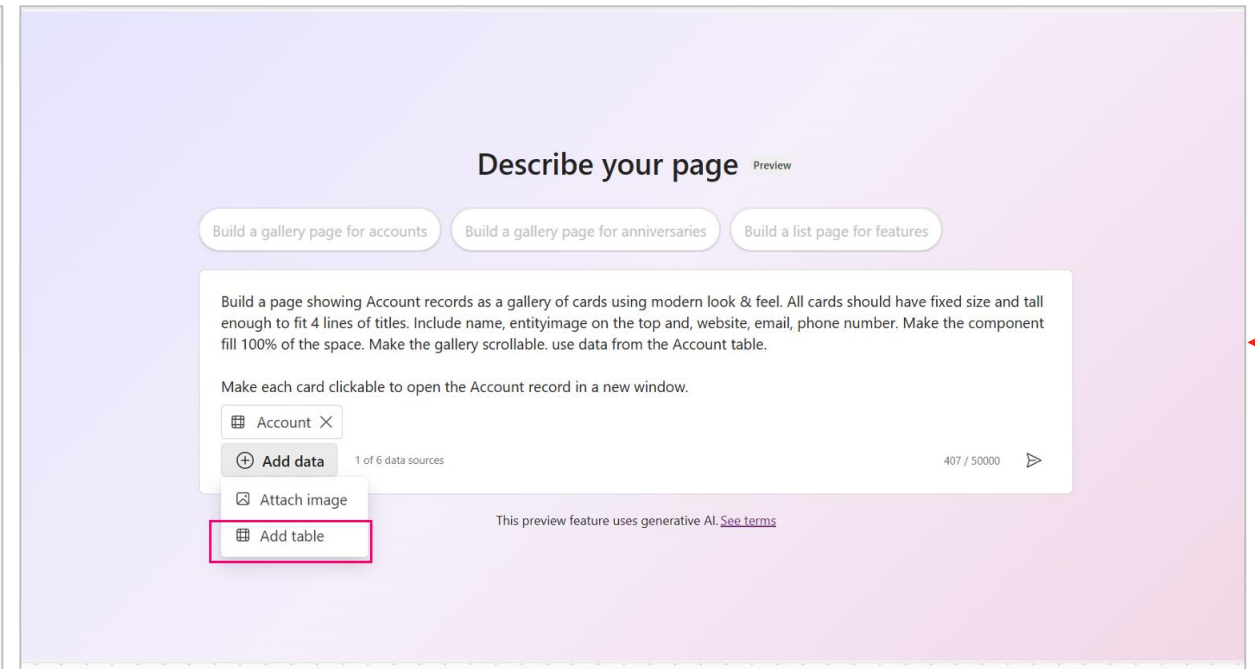 Describe your page Preview
Build a gallery page for accounts Build a gallery page for anniversaries Build a list page for features
Build a page showing Account records as a gallery of cards using modern look & feel. All cards should have fixed size and tall
enough to fit 4 lines of titles. Include name, entityimage on the top and, website, email, phone number. Make the component
fill 100% of the space. Make the gallery scrollable. use data from the Account table.
Make each card clickable to open the Account record in a new window.
Account
Add data 1 of 6 data sources 407 / 50000
Attach image
This preview feature uses generative AI. See terms
Add table